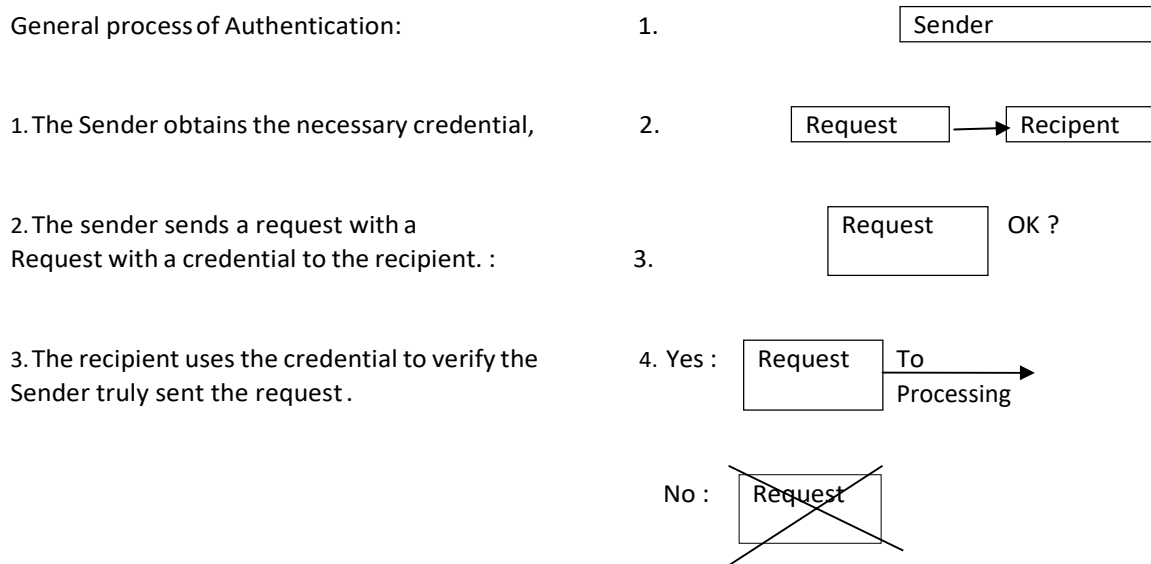 General process of Authentication:
1. Sender
1. The Sender obtains the necessary credential,
2. Request Recipent
2. The sender sends a request with a
Request with a credential to the recipient. :
Request OK ?
3.
3. The recipient uses the credential to verify the
Sender truly sent the request.
4. Yes : Request To
Processing
No : Request